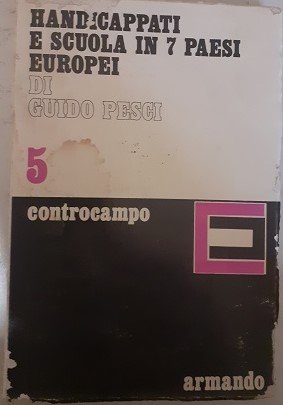 HANDICAPPATI
E SCUOLA IN 7 PAESI
EUROPEI
DI
GUIDO PESCI
5
controcampo
armando